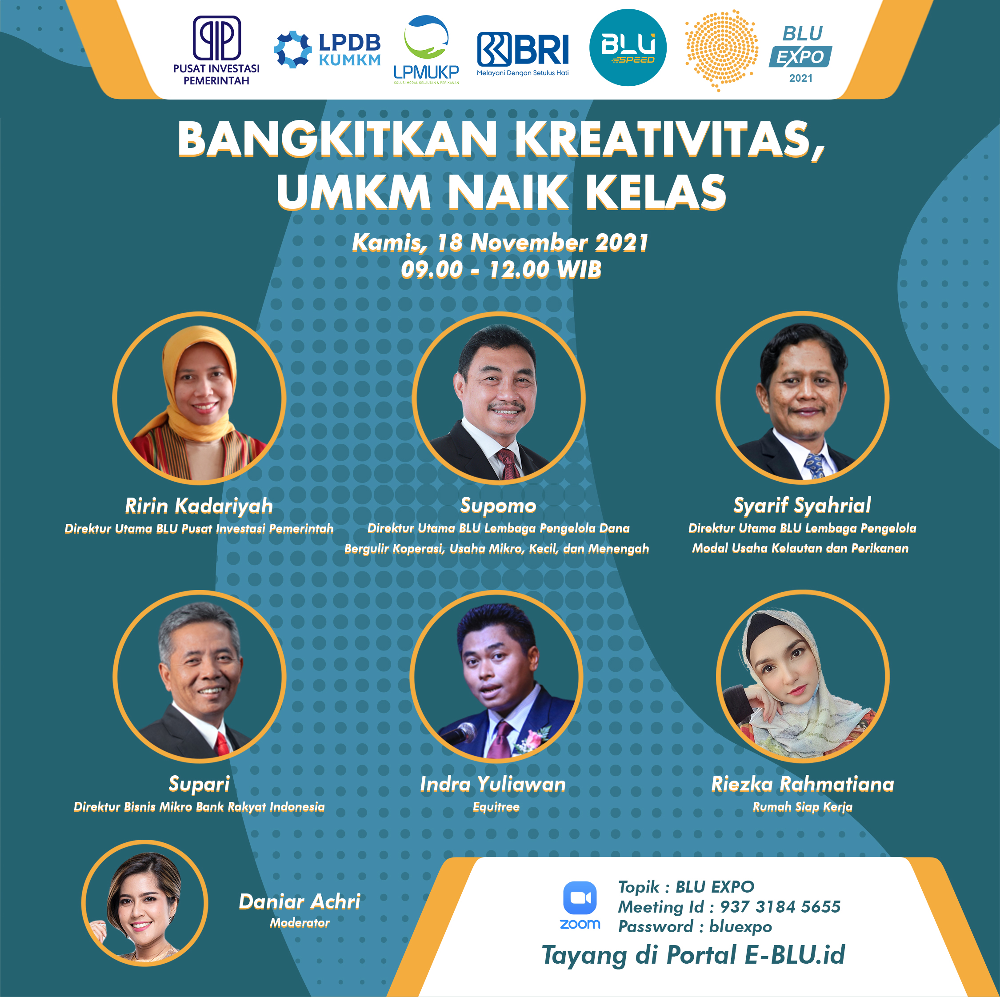 PIP
PUSAT INVESTASI
PEMERINTAH
LPDB
KUMKM
LPMUKP
SOLUSI MODAL KELAUTAN & PERIKANAN
BRI
Melayani Dengan Setulus Hati
BLU
SPEED
BLU
EXPO
2021
BANGKITKAN KREATIVITAS,
UMKM NAIK KELAS
Kamis, 18 November 2021
09.00 - 12.00 WIB
Ririn Kadariyah
Direktur Utama BLU Pusat Investasi Pemerintah
Supomo
Direktur Utama BLU Lembaga Pengelola Dana
Bergulir Koperasi, Usaha Mikro, Kecil, dan Menengah
Syarif Syahrial
Direktur Utama BLU Lembaga Pengelola
Modal Usaha Kelautan dan Perikanan
Supari
Direktur Bisnis Mikro Bank Rakyat Indonesia
Indra Yuliawan
Equitree
Riezka Rahmatiana
Rumah Siap Kerja
Daniar Achri
Moderator
zoom
Topik : BLU EXPO
Meeting Id : 937 3184 5655
Password : bluexpo
Tayang di Portal E-BLU.id